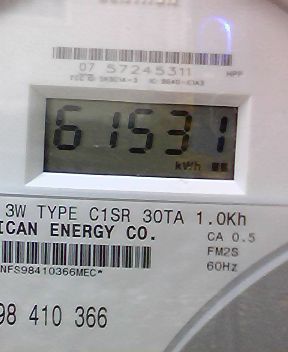 07 57245311 HPP
61531
kWh
3W TYPE C1SR 30TA 1.0Kh
ICAN ENERGY CO.
CA 0.5
FM2S
60Hz
NFS98410366MEC*
98 410 366